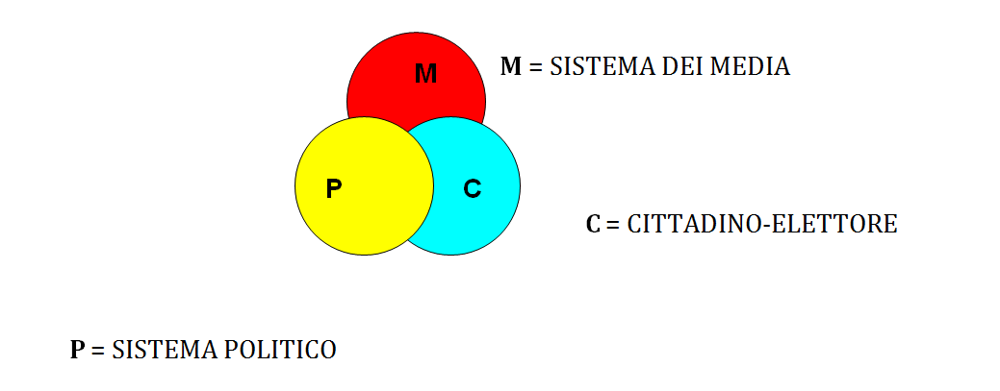 M
M = SISTEMA DEI MEDIA
P
C
C = CITTADINO-ELETTORE
P = SISTEMA POLITICO